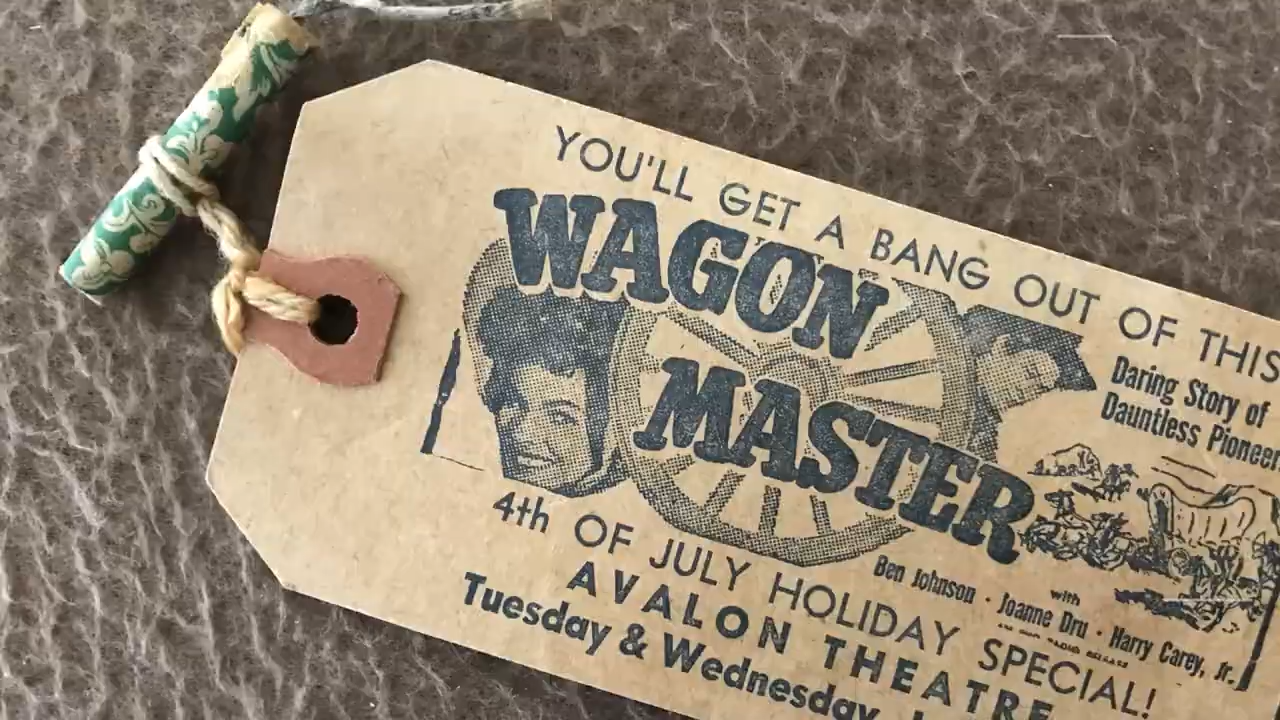 YOU'LL GET A BANG OUT OF THIS
WAGON
MASTER
Daring Story of
Dauntless Pioneer
with
Ben Johnson · Joanne Dru · Harry Carey, Jr.
4th OF JULY HOLIDAY SPECIAL!
AVALON THEATRE
Tuesday & Wednesday